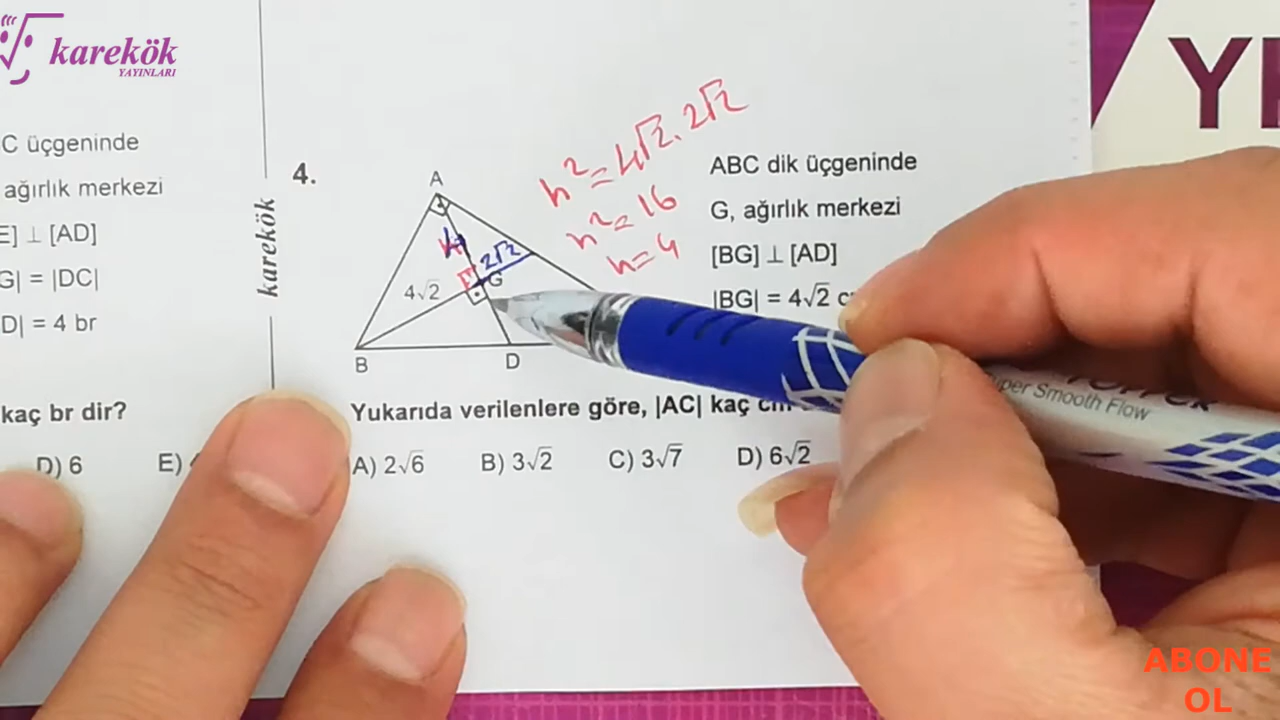 karekök
YAYINLARI
C üçgeninde
ağırlık merkezi
E] ⊥ [AD]
G| = |DC|
D| = 4 br
kaç br dir?
D) 6
E)
karekök
4.
A
4
2√2
G
4√2
B
D
h² = 4√2.2√2
h² = 16
h = 4
ABC dik üçgeninde
G, ağırlık merkezi
[BG] ⊥ [AD]
|BG| = 4√2 c
Yukarıda verilenlere göre, |AC| kaç cm
A) 2√6
B) 3√2
C) 3√7
D) 6√2
Super Smooth Flow
ABONE
OL